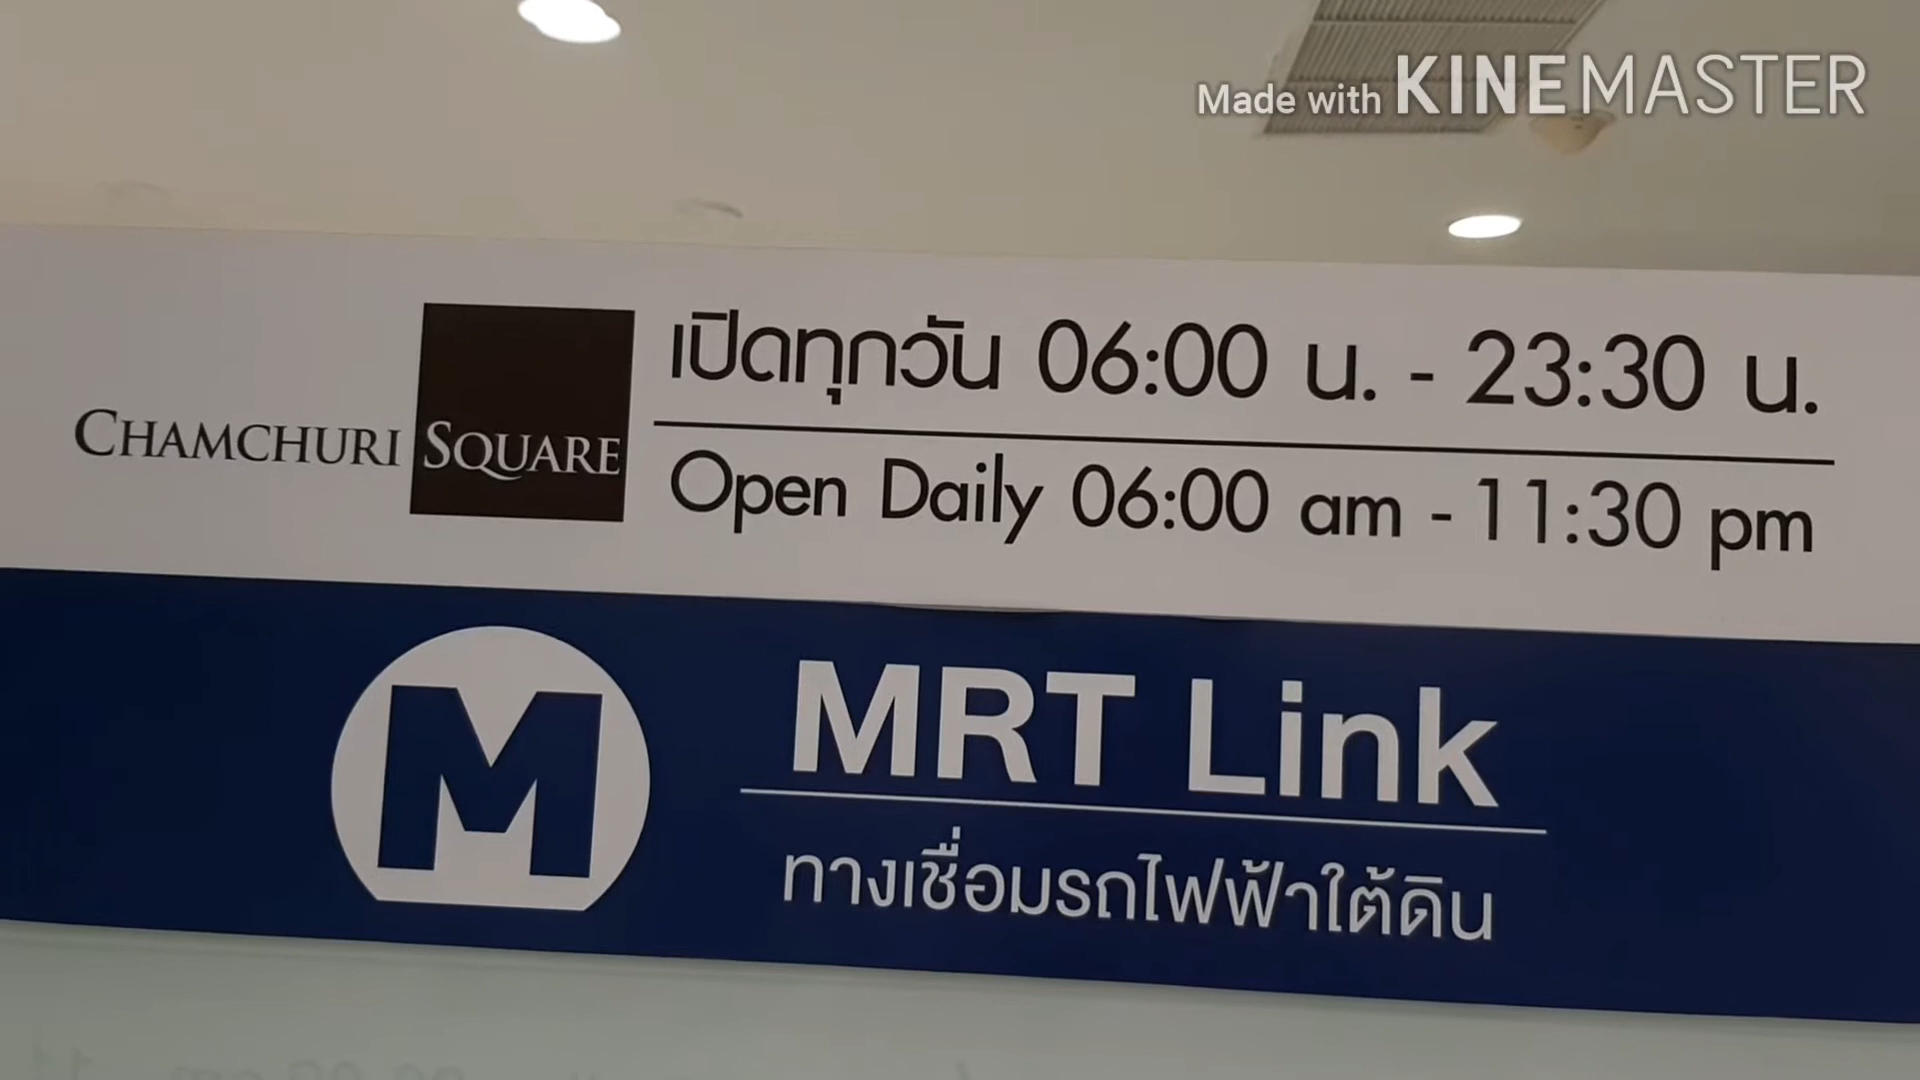 Made with KINEMASTER
เปิดทุกวัน 06:00 น. - 23:30 น.
CHAMCHURI SQUARE
Open Daily 06:00 am - 11:30 pm
M
MRT Link
ทางเชื่อมรถไฟฟ้าใต้ดิน